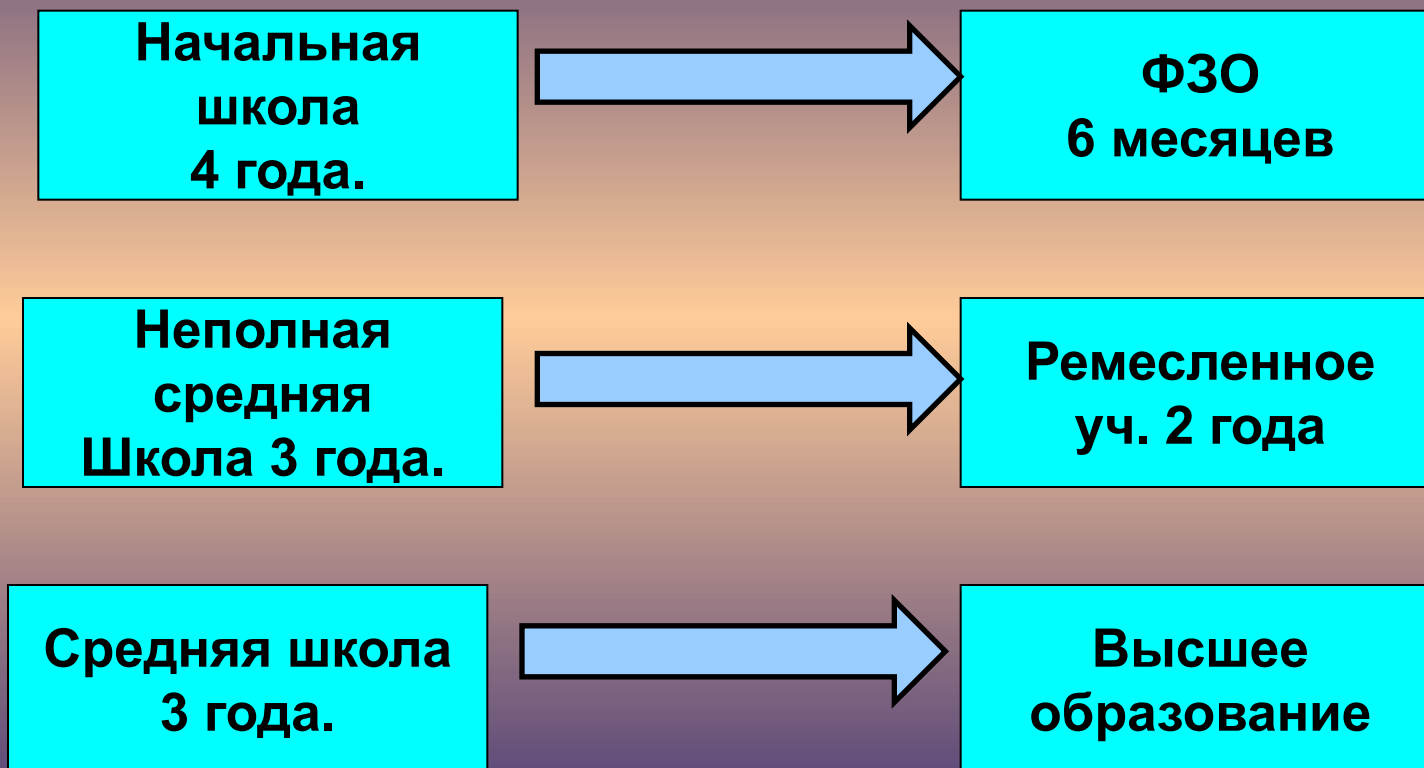 Начальная
школа
4 года.
ФЗО
6 месяцев
Неполная
средняя
Школа 3 года.
Ремесленное
уч. 2 года
Средняя школа
3 года.
Высшее
образование